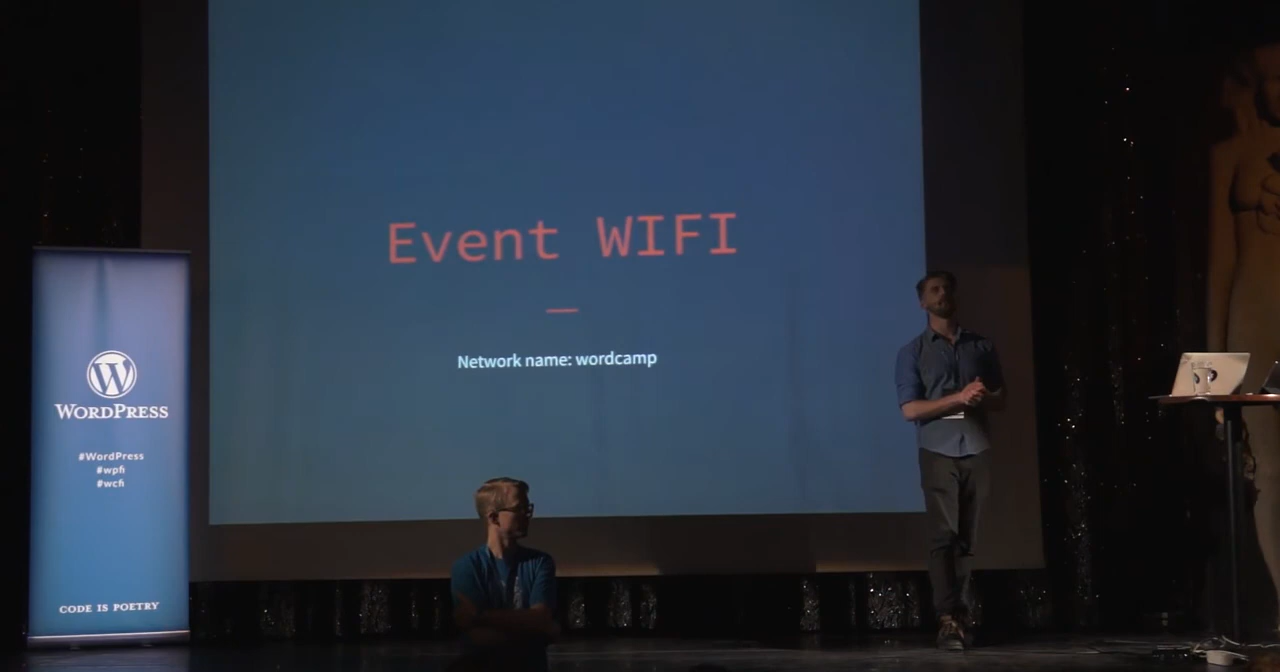 Event WIFI
Network name: wordcamp
WORDPRESS
#WordPress
#wpfi
#wcfi
CODE IS POETRY